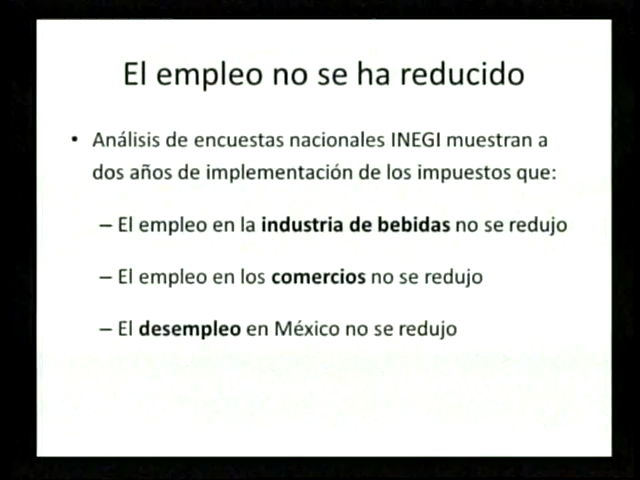 El empleo no se ha reducido
• Análisis de encuestas nacionales INEGI muestran a
dos años de implementación de los impuestos que:
– El empleo en la industria de bebidas no se redujo
– El empleo en los comercios no se redujo
– El desempleo en México no se redujo